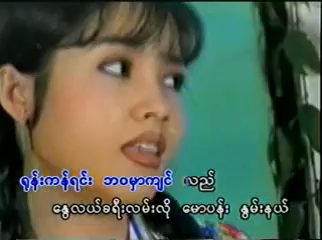 ရုန်းကန်ရင်း ဘဝမှာကျင် လည်
နွေလယ်ခရီးလမ်းလို မောပန်း နွမ်းနယ်